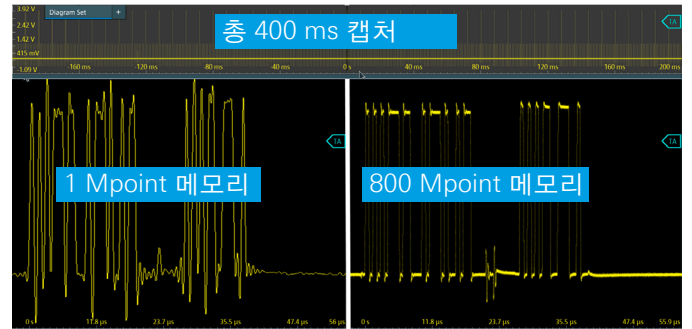 3.92 V
Diagram Set +
2.42 V
총 400 ms 캡처
1A
1.42 V
415 mV
-1.09 V -160 ms -120 ms -80 ms -40 ms 0 s 40 ms 80 ms 120 ms 160 ms 200 ms
1A 1A
1 Mpoint 메모리 800 Mpoint 메모리
0 s 11.8 µs 23.7 µs 35.5 µs 47.4 µs 56 µs 0 s 11.8 µs 23.7 µs 35.5 µs 47.4 µs 55.9 µs